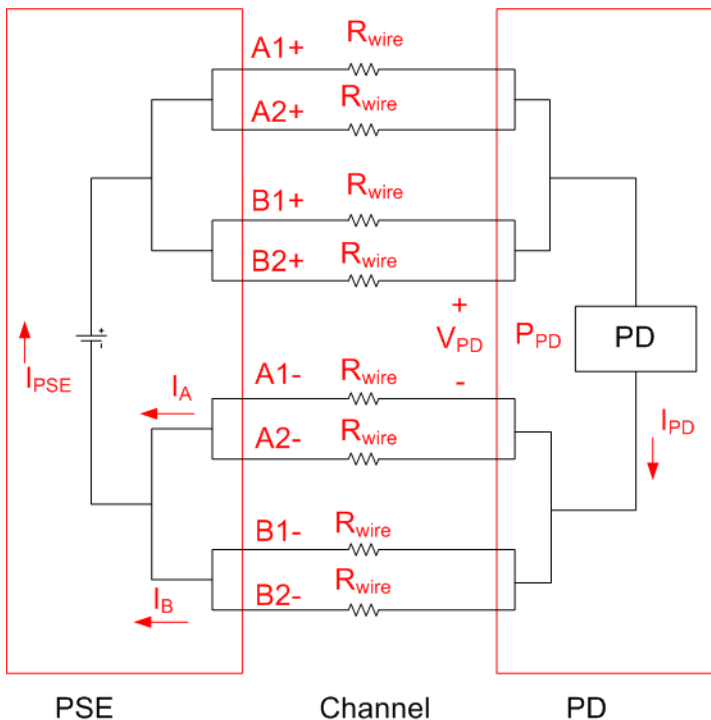 A1+ Rwire
A2+ Rwire
B1+ Rwire
B2+ Rwire
+
-
IPSE
+
VPD
-
PPD
PD
A1- Rwire
IA
A2- Rwire
IPD
B1- Rwire
B2- Rwire
IB
PSE Channel PD